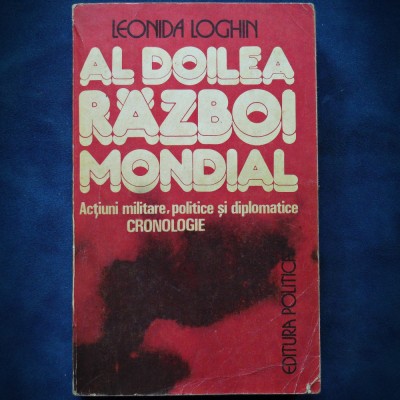 LEONIDA LOGHIN
AL DOILEA
RĂZBOI
MONDIAL
Acțiuni militare, politice și diplomatice
CRONOLOGIE
EDITURA POLITICĂ